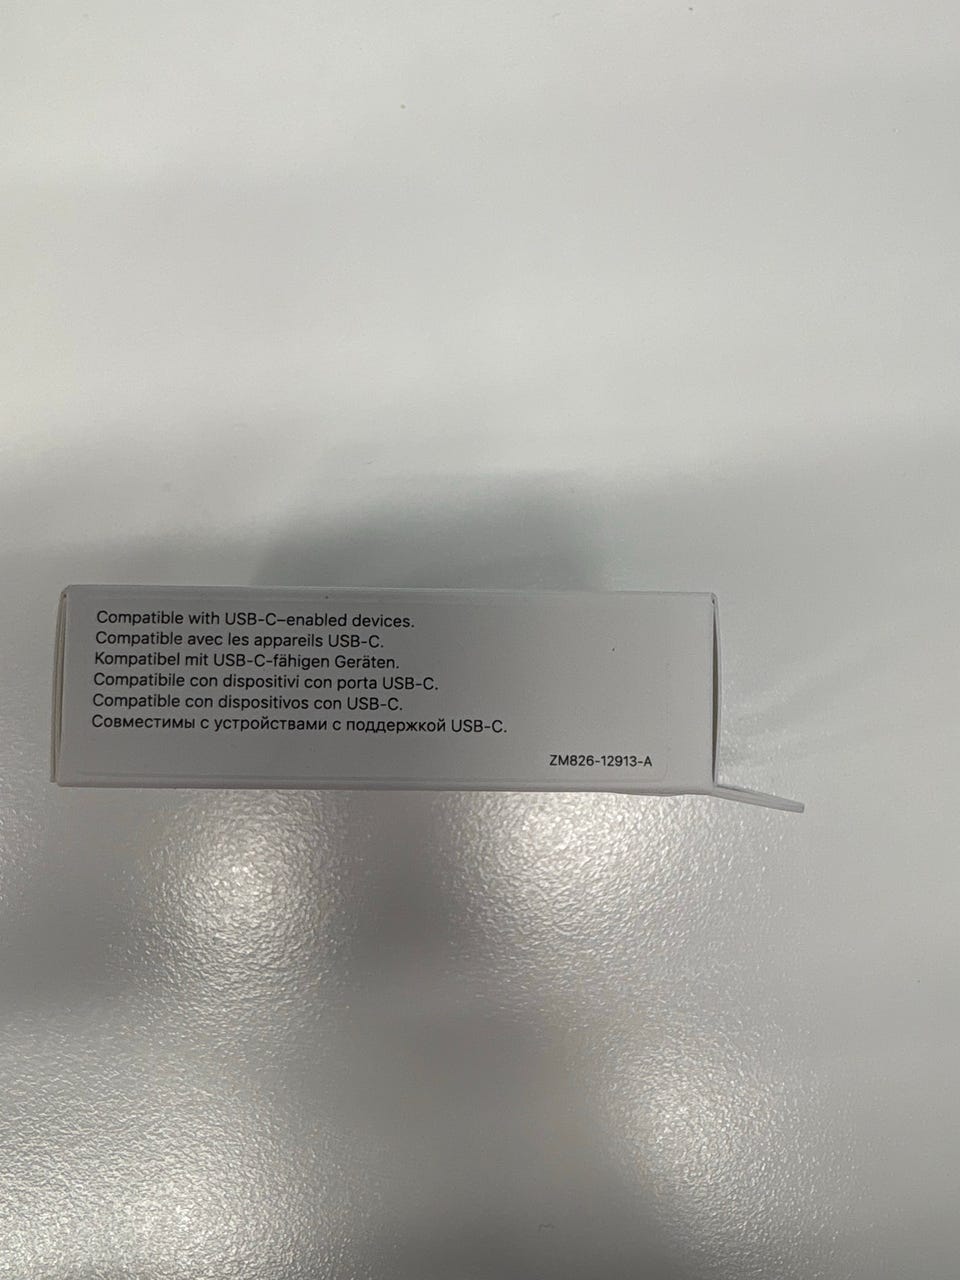 Compatible with USB-C–enabled devices.
Compatible avec les appareils USB-C.
Kompatibel mit USB-C-fähigen Geräten.
Compatibile con dispositivi con porta USB-C.
Compatible con dispositivos con USB-C.
Совместимы с устройствами с поддержкой USB-C.
ZM826-12913-A